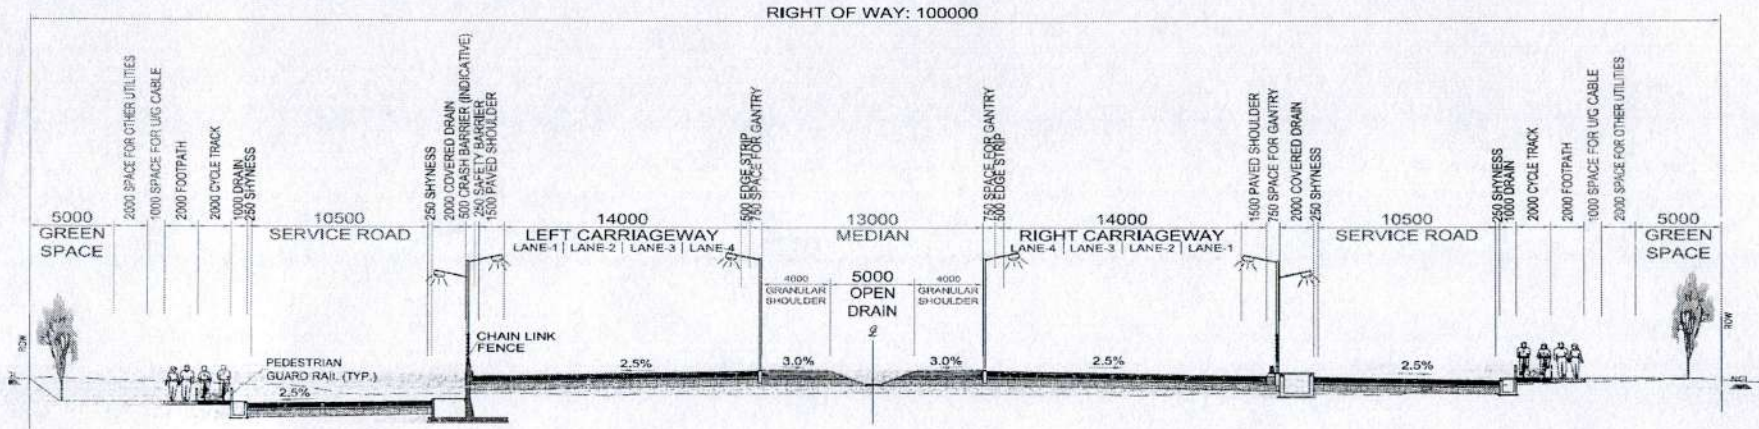 RIGHT OF WAY: 100000
2000 SPACE FOR OTHER UTILITIES
1000 SPACE FOR U/G CABLE
2000 FOOTPATH
2000 CYCLE TRACK
1000 DRAIN
250 SHYNESS
250 SHYNESS
2000 COVERED DRAIN
500 CRASH BARRIER (INDICATIVE)
250 SAFETY BARRIER
1500 PAVED SHOULDER
500 EDGE STRIP
750 SPACE FOR GANTRY
750 SPACE FOR GANTRY
500 EDGE STRIP
1500 PAVED SHOULDER
750 SPACE FOR GANTRY
2000 COVERED DRAIN
250 SHYNESS
250 SHYNESS
1000 DRAIN
2000 CYCLE TRACK
2000 FOOTPATH
1000 SPACE FOR U/G CABLE
2000 SPACE FOR OTHER UTILITIES
5000 10500 14000 13000 14000 10500 5000
GREEN SPACE
SERVICE ROAD
LEFT CARRIAGEWAY
LANE-1 | LANE-2 | LANE-3 | LANE-4
MEDIAN
RIGHT CARRIAGEWAY
LANE-4 | LANE-3 | LANE-2 | LANE-1
SERVICE ROAD
GREEN SPACE
4000
GRANULAR
SHOULDER
5000
OPEN
DRAIN
4000
GRANULAR
SHOULDER
ROW
ROW
CHAIN LINK
FENCE
PEDESTRIAN
GUARD RAIL (TYP.)
2.5%
2.5%
3.0%
3.0%
2.5%
2.5%